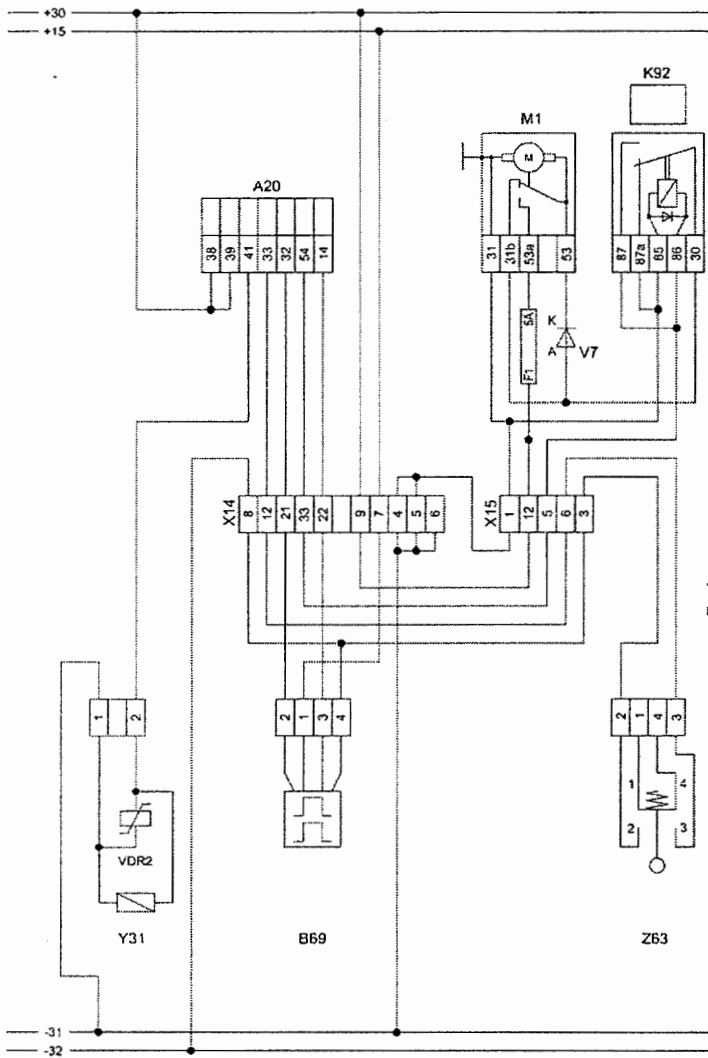 +30
+15
K92
M1
M
A20
38 39 41 33 32 54 14
31 31b 53a 53
87 87a 85 86 30
5A
F1
K
A
V7
X14
8 12 21 33 22 9 7 4 5 6
X15
1 12 5 6 3
1 2
2 1 3 4
2 1 4 3
1 4
2 3
VDR2
Y31
B69
Z63
-31
-32